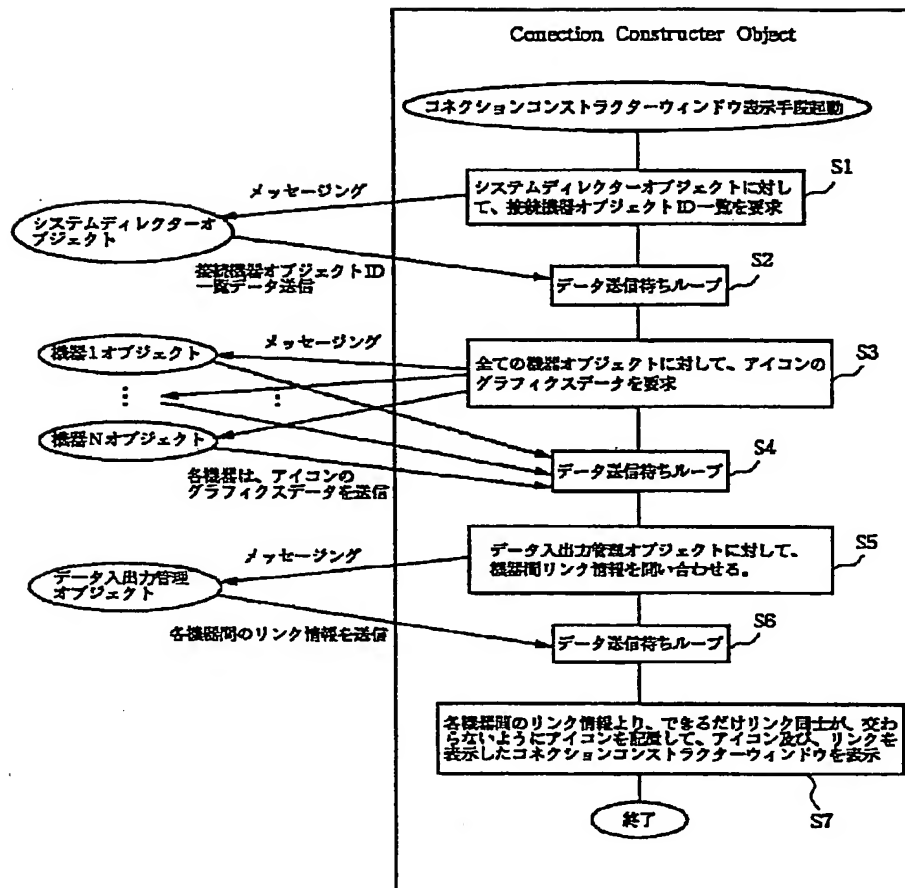 Conection Constructer Object
コネクションコンストラクターウィンドウ表示手段起動
S1
メッセージング
システムディレクターオブジェクトに対し
て、接続機器オブジェクトID一覧を要求
システムディレクターオ
ブジェクト
接続機器オブジェクトID
一覧データ送信
S2
データ送信待ちループ
メッセージング
機器1オブジェクト
S3
全ての機器オブジェクトに対して、アイコンの
グラフィクスデータを要求
機器Nオブジェクト
S4
データ送信待ちループ
各機器は、アイコンの
グラフィクスデータを送信
メッセージング
S5
データ入出力管理オブジェクトに対して、
機器間リンク情報を問い合わせる。
データ入出力管理
オブジェクト
S6
各機器間のリンク情報を送信
データ送信待ちループ
各機器間のリンク情報より、できるだけリンク同士が、交わ
らないようにアイコンを配置して、アイコン及び、リンクを
表示したコネクションコンストラクターウィンドウを表示
S7
終了